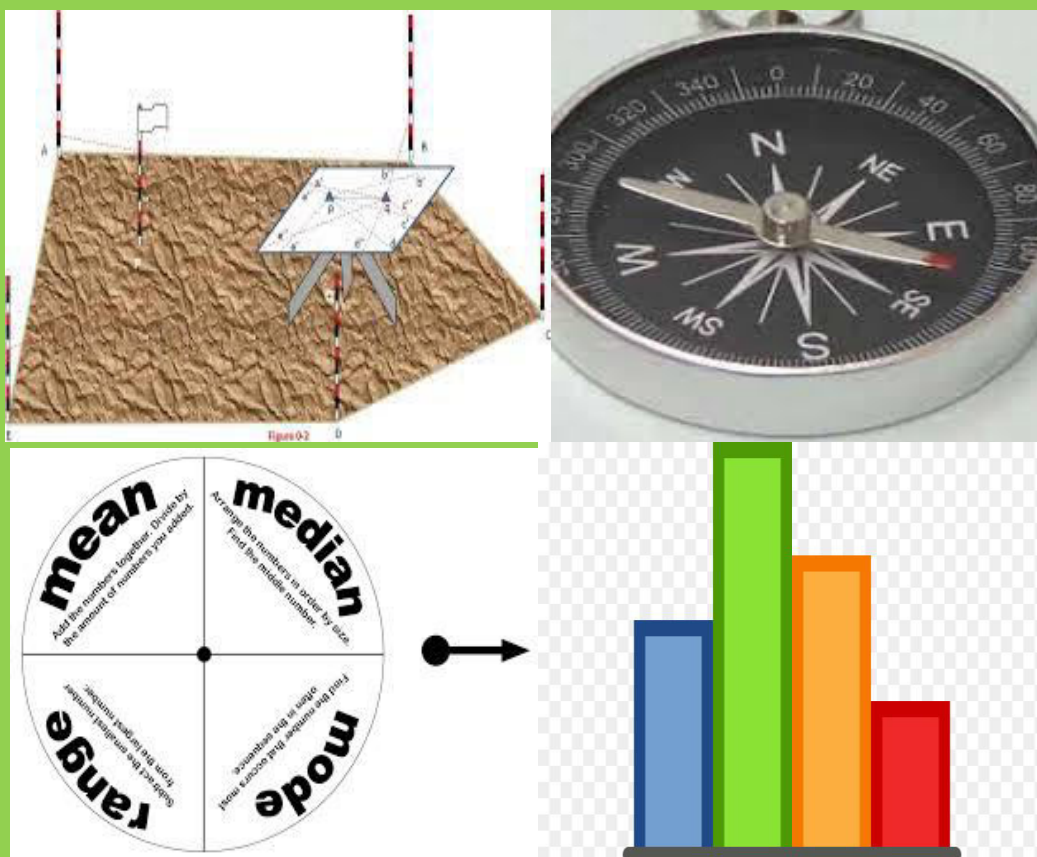 A
B
E
Figure 0-2
D
300
320
340
0
20
40
60
80
100
N
NE
E
SE
S
SW
W
mean
Add the numbers together. Divide by
the amount of numbers you added.
median
Arrange the numbers in order by size.
Find the middle number.
range
Subtract the smallest number
from the largest number.
mode
Find the number that occurs most
often in the sequence.